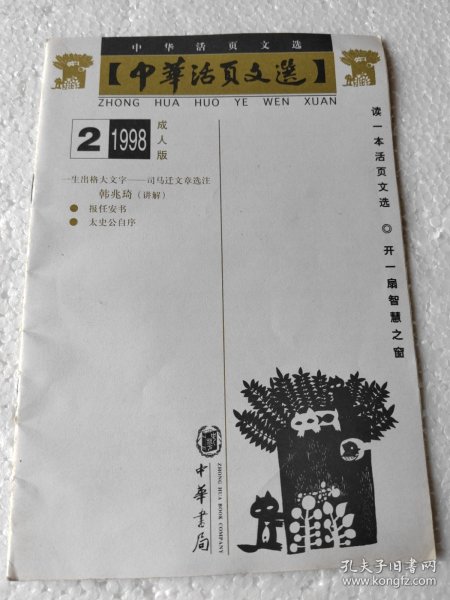 中华活页文选
【中華活頁文選】
ZHONG HUA HUO YE WEN XUAN
2 1998
成人版
一生出格大文字——司马迁文章选注
韩兆琦（讲解）
● 报任安书
● 太史公自序
读一本活页文选 ◎ 开一扇智慧之窗
中华书局
ZHONG HUA BOOK COMPANY
孔夫子旧书网
www.kongfz.com